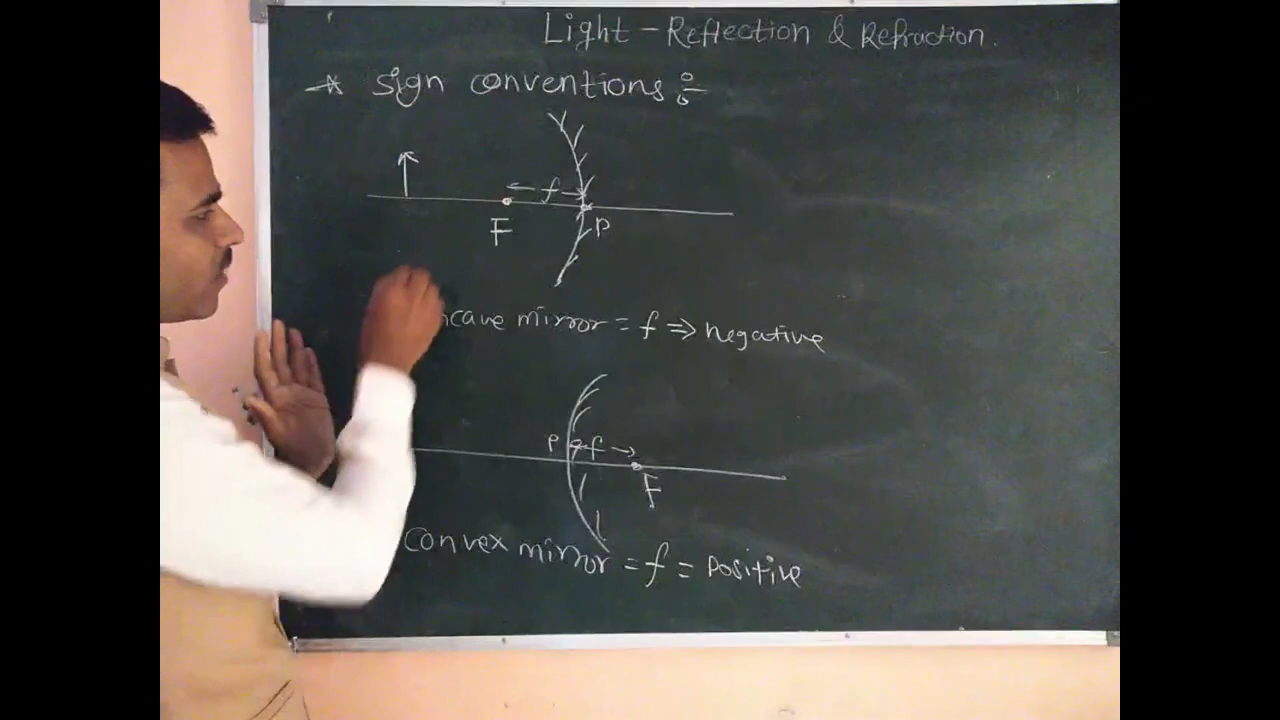 Light - Reflection & Refraction.
* Sign conventions :-
f
F P
mirror = f => negative
P f
F
Convex mirror = f = Positive